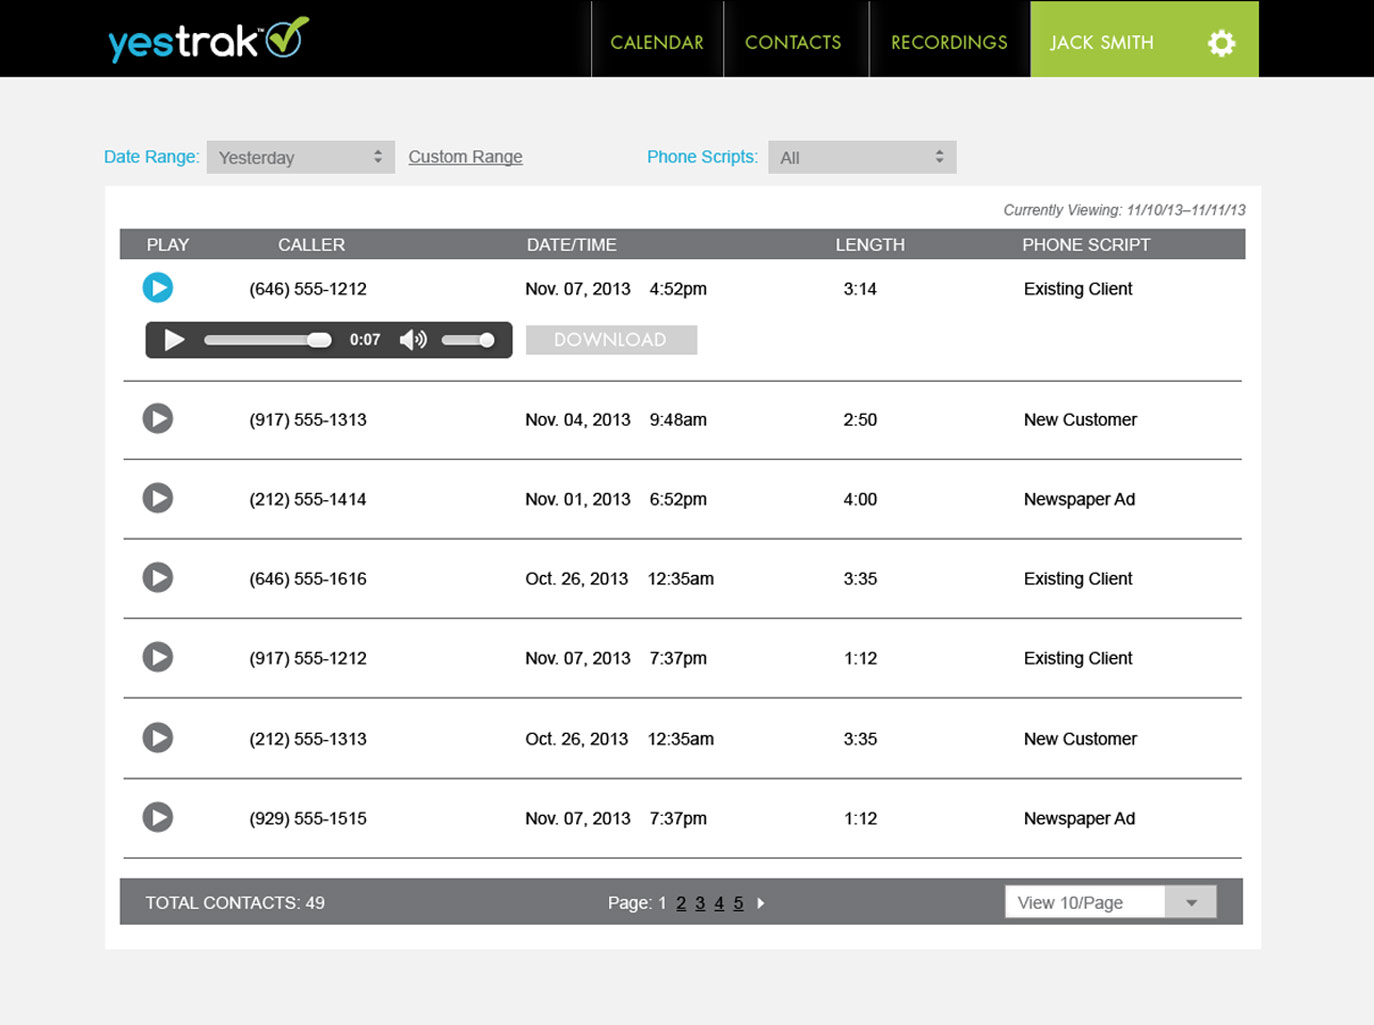 yestrak™ CALENDAR CONTACTS RECORDINGS JACK SMITH
Date Range: Yesterday Custom Range Phone Scripts: All
Currently Viewing: 11/10/13–11/11/13
PLAY CALLER DATE/TIME LENGTH PHONE SCRIPT
(646) 555-1212 Nov. 07, 2013 4:52pm 3:14 Existing Client
0:07 DOWNLOAD
(917) 555-1313 Nov. 04, 2013 9:48am 2:50 New Customer
(212) 555-1414 Nov. 01, 2013 6:52pm 4:00 Newspaper Ad
(646) 555-1616 Oct. 26, 2013 12:35am 3:35 Existing Client
(917) 555-1212 Nov. 07, 2013 7:37pm 1:12 Existing Client
(212) 555-1313 Oct. 26, 2013 12:35am 3:35 New Customer
(929) 555-1515 Nov. 07, 2013 7:37pm 1:12 Newspaper Ad
TOTAL CONTACTS: 49 Page: 1 2 3 4 5 View 10/Page